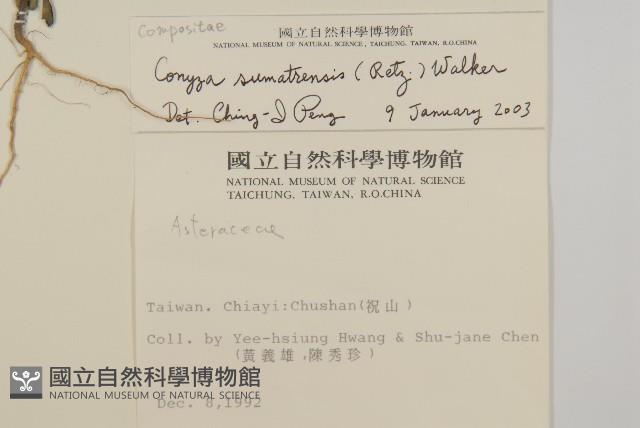 Compositae
國立自然科學博物館
NATIONAL MUSEUM OF NATURAL SCIENCE, TAICHUNG, TAIWAN, R.O.CHINA
Conyza sumatrensis (Retz.) Walker
Det. Ching-I Peng 9 January 2003
國立自然科學博物館
NATIONAL MUSEUM OF NATURAL SCIENCE
TAICHUNG, TAIWAN, R.O.CHINA
Asteraceae
Taiwan. Chiayi:Chushan(祝山)
Coll. by Yee-hsiung Hwang & Shu-jane Chen
(黃義雄,陳秀珍)
Dec. 8,1992
國立自然科學博物館
NATIONAL MUSEUM OF NATURAL SCIENCE